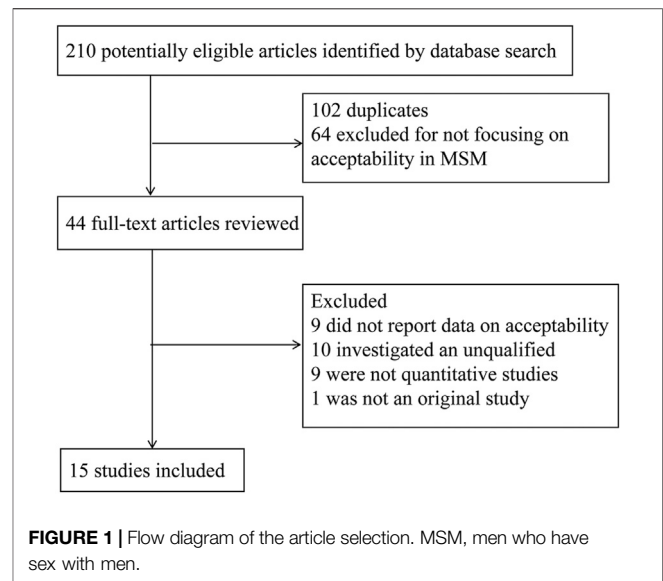 210 potentially eligible articles identified by database search
102 duplicates
64 excluded for not focusing on
acceptability in MSM
44 full-text articles reviewed
Excluded
9 did not report data on acceptability
10 investigated an unqualified
9 were not quantitative studies
1 was not an original study
15 studies included
FIGURE 1 | Flow diagram of the article selection. MSM, men who have
sex with men.